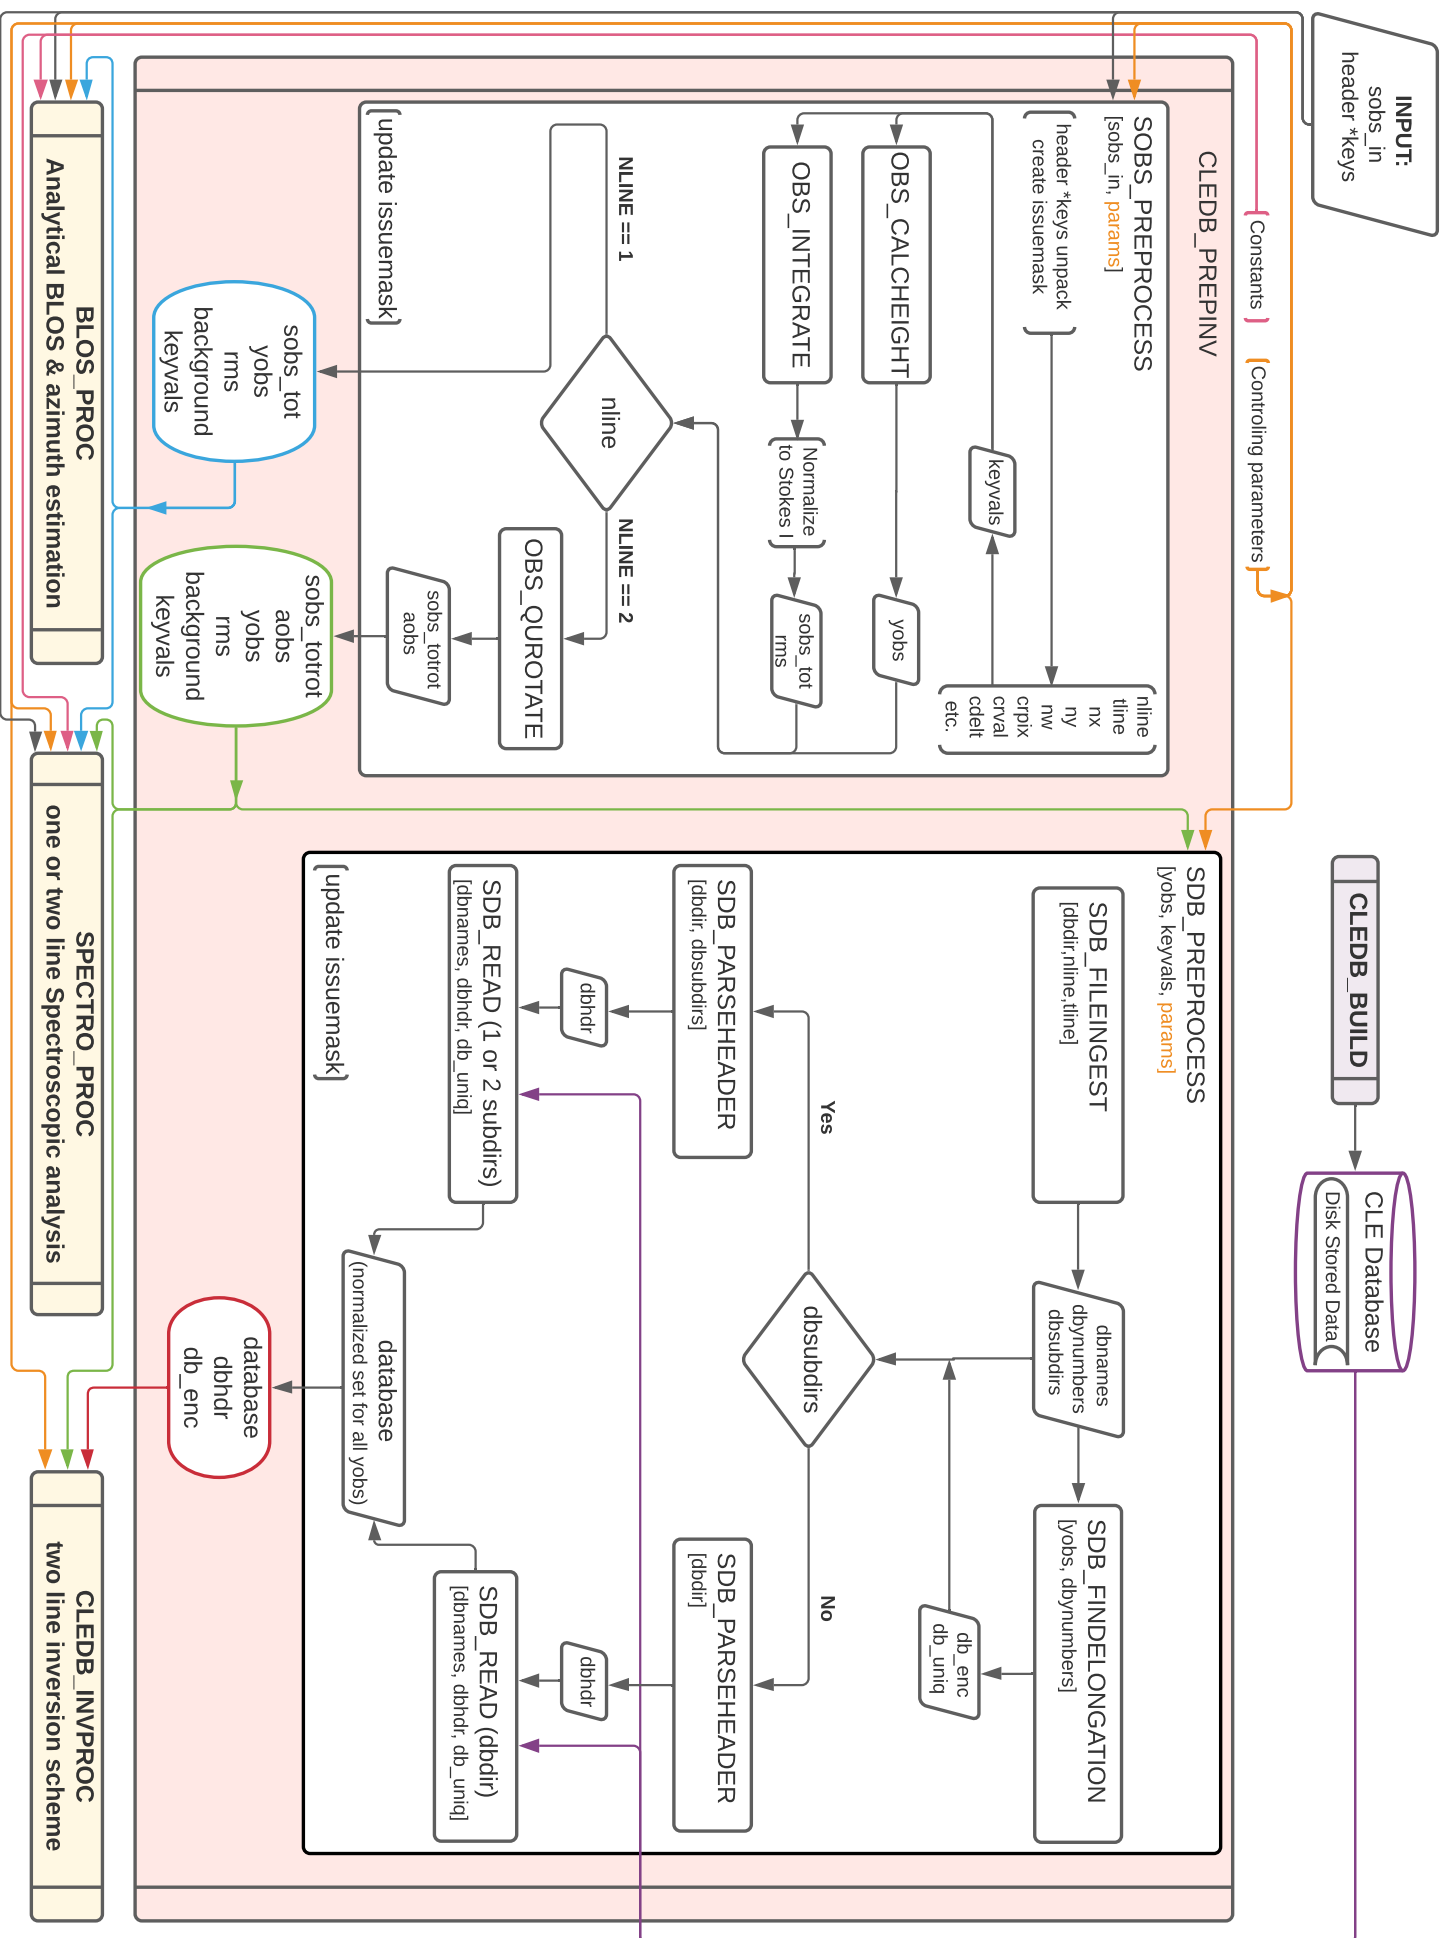 INPUT:
sobs_in
header *keys
[Constants]
[Controling parameters]
CLEDB_BUILD
CLE Database
Disk Stored Data
CLEDB_PREPINV
SOBS_PREPROCESS
[sobs_in, params]
header *keys unpack
create issuemask
nline
tline
nx
ny
nw
crpix
crval
cdelt
etc.
keyvals
OBS_CALCHEIGHT
yobs
OBS_INTEGRATE
Normalize
to Stokes I
sobs_tot
rms
nline
NLINE == 1
NLINE == 2
OBS_QUROTATE
sobs_totrot
aobs
[update issuemask]
sobs_tot
yobs
rms
background
keyvals
sobs_totrot
aobs
yobs
rms
background
keyvals
SDB_PREPROCESS
[yobs, keyvals, params]
SDB_FILEINGEST
[dbdir,nline,tline]
dbnames
dbynumbers
dbsubdirs
SDB_FINDELONGATION
[yobs, dbynumbers]
db_enc
db_uniq
dbsubdirs
Yes
No
SDB_PARSEHEADER
[dbdir, dbsubdirs]
dbhdr
SDB_READ (1 or 2 subdirs)
[dbnames, dbhdr, db_uniq]
SDB_PARSEHEADER
[dbdir]
dbhdr
SDB_READ (dbdir)
[dbnames, dbhdr, db_uniq]
database
(normalized set for all yobs)
[update issuemask]
database
dbhdr
db_enc
BLOS_PROC
Analytical BLOS & azimuth estimation
SPECTRO_PROC
one or two line Spectroscopic analysis
CLEDB_INVPROC
two line inversion scheme